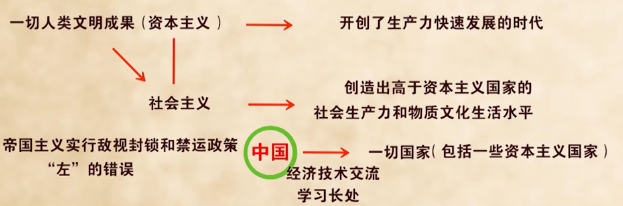 一切人类文明成果（资本主义）
开创了生产力快速发展的时代
社会主义
创造出高于资本主义国家的
社会生产力和物质文化生活水平
帝国主义实行敌视封锁和禁运政策
“左”的错误
中国
一切国家（包括一些资本主义国家）
经济技术交流
学习长处